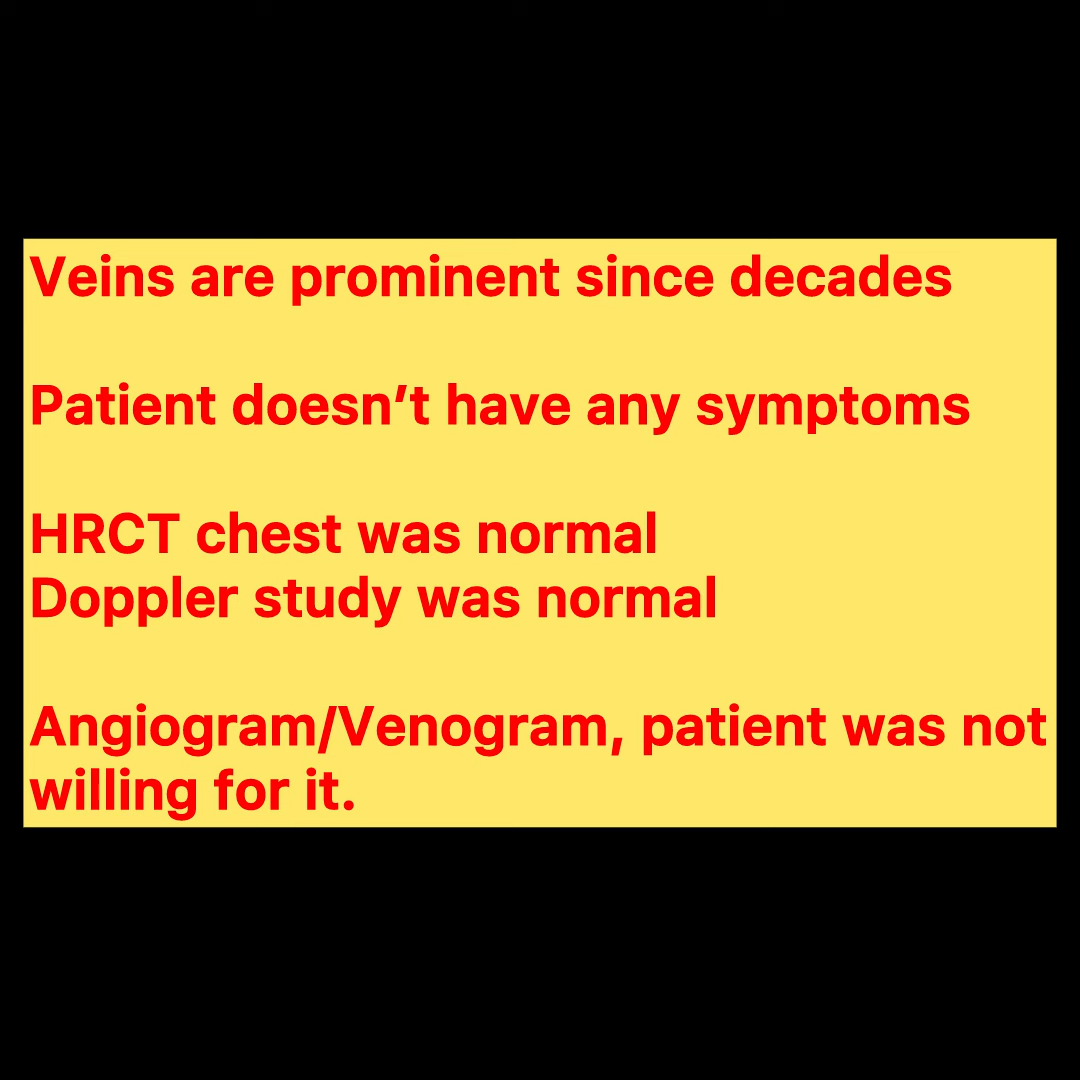 Veins are prominent since decades
Patient doesn’t have any symptoms
HRCT chest was normal
Doppler study was normal
Angiogram/Venogram, patient was not
willing for it.